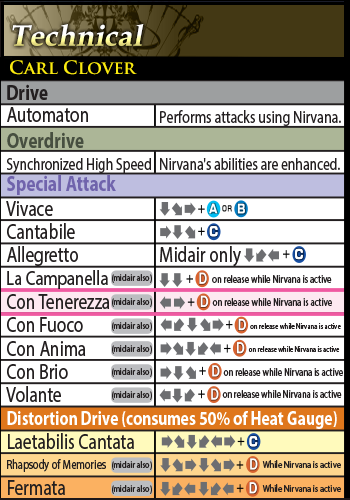 Technical
CARL CLOVER
Drive
Automaton Performs attacks using Nirvana.
Overdrive
Synchronized High Speed Nirvana's abilities are enhanced.
Special Attack
Vivace + A OR B
Cantabile + C
Allegretto Midair only + C
La Campanella (midair also) + D on release while Nirvana is active
Con Tenerezza (midair also) + D on release while Nirvana is active
Con Fuoco (midair also) + D on release while Nirvana is active
Con Anima (midair also) + D on release while Nirvana is active
Con Brio (midair also) + D on release while Nirvana is active
Volante (midair also) + D on release while Nirvana is active
Distortion Drive (consumes 50% of Heat Gauge)
Laetabilis Cantata + C
Rhapsody of Memories (midair also) + D While Nirvana is active
Fermata (midair also) + D While Nirvana is active